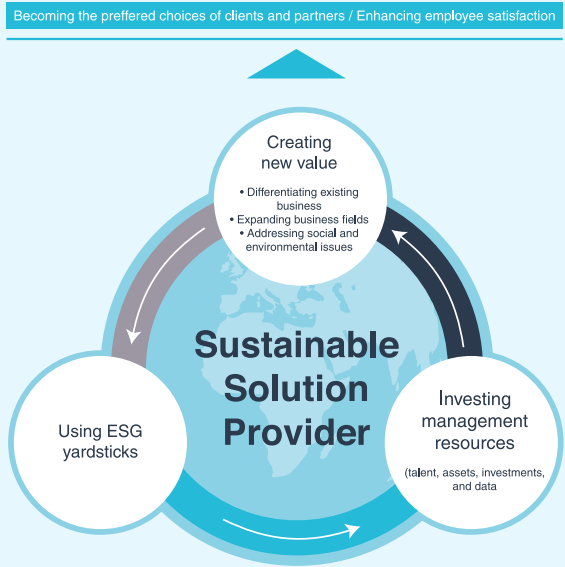 Becoming the preffered choices of clients and partners / Enhancing employee satisfaction
Creating
new value
• Differentiating existing
business
• Expanding business fields
• Addressing social and
environmental issues
Sustainable
Solution
Provider
Using ESG
yardsticks
Investing
management
resources
(talent, assets, investments,
and data